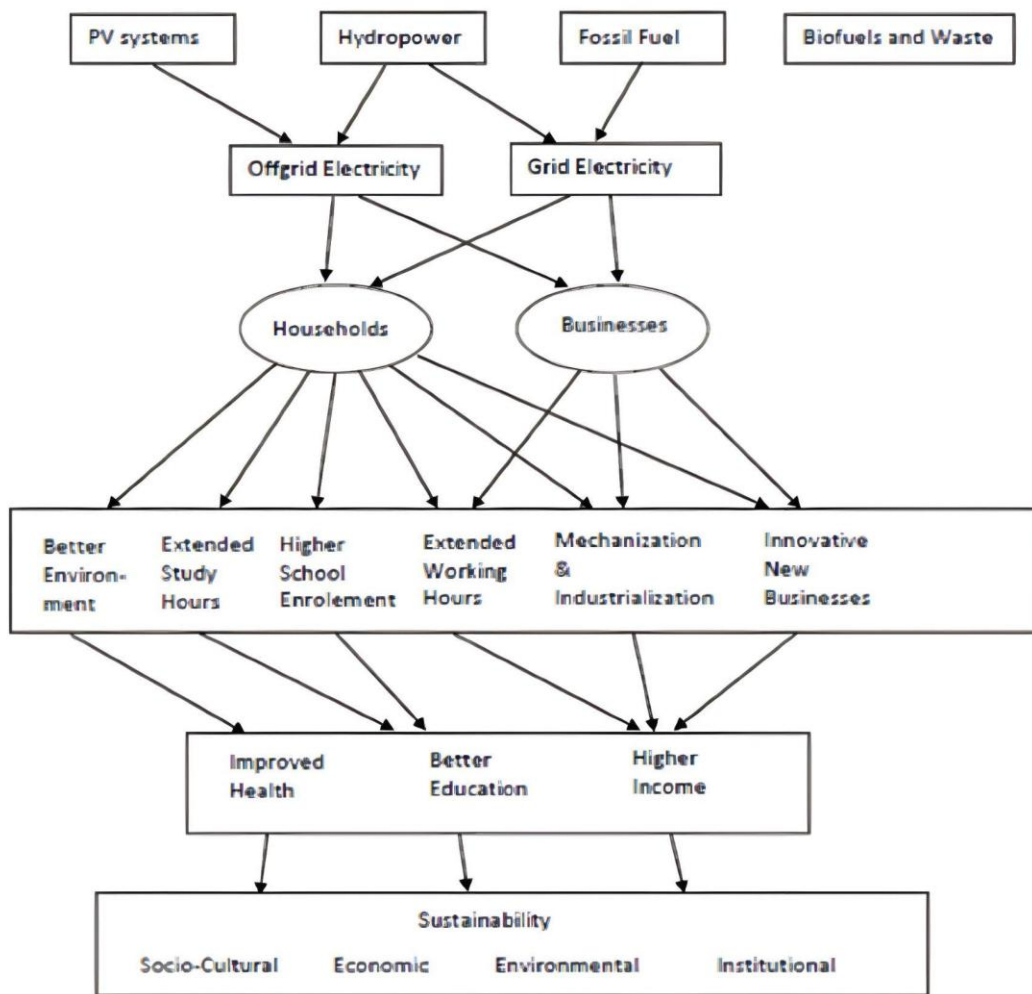 PV systems
Hydropower
Fossil Fuel
Biofuels and Waste
Offgrid Electricity
Grid Electricity
Households
Businesses
Better
Environ-
ment
Extended
Study
Hours
Higher
School
Enrolement
Extended
Working
Hours
Mechanization
&
Industrialization
Innovative
New
Businesses
Improved
Health
Better
Education
Higher
Income
Sustainability
Socio-Cultural
Economic
Environmental
Institutional